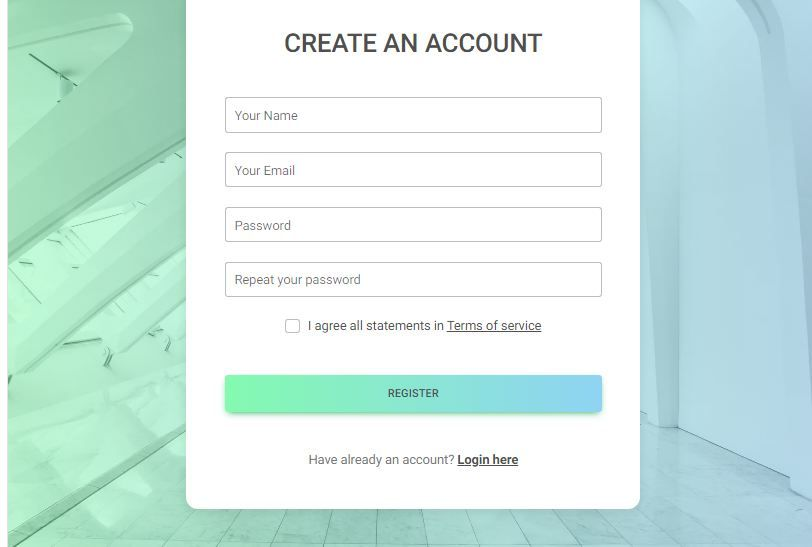 CREATE AN ACCOUNT
Your Name
Your Email
Password
Repeat your password
I agree all statements in Terms of service
REGISTER
Have already an account? Login here